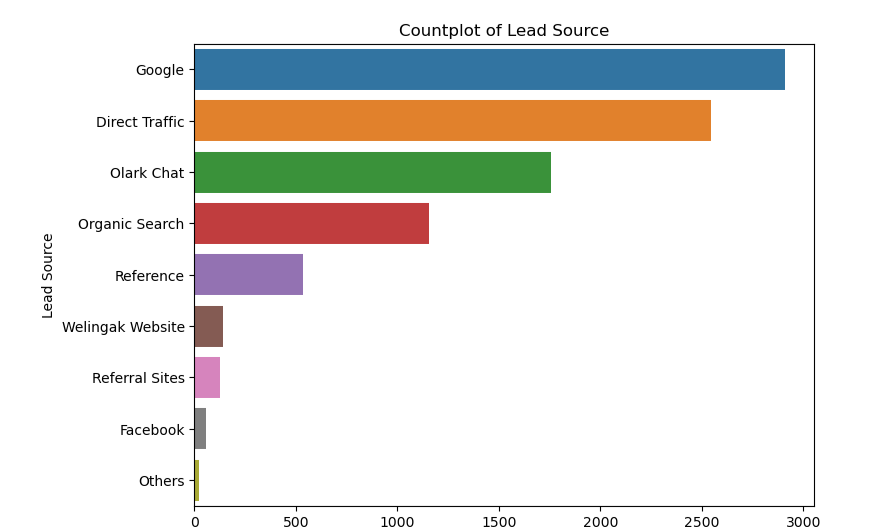 Countplot of Lead Source
Lead Source
Google
Direct Traffic
Olark Chat
Organic Search
Reference
Welingak Website
Referral Sites
Facebook
Others
0 500 1000 1500 2000 2500 3000